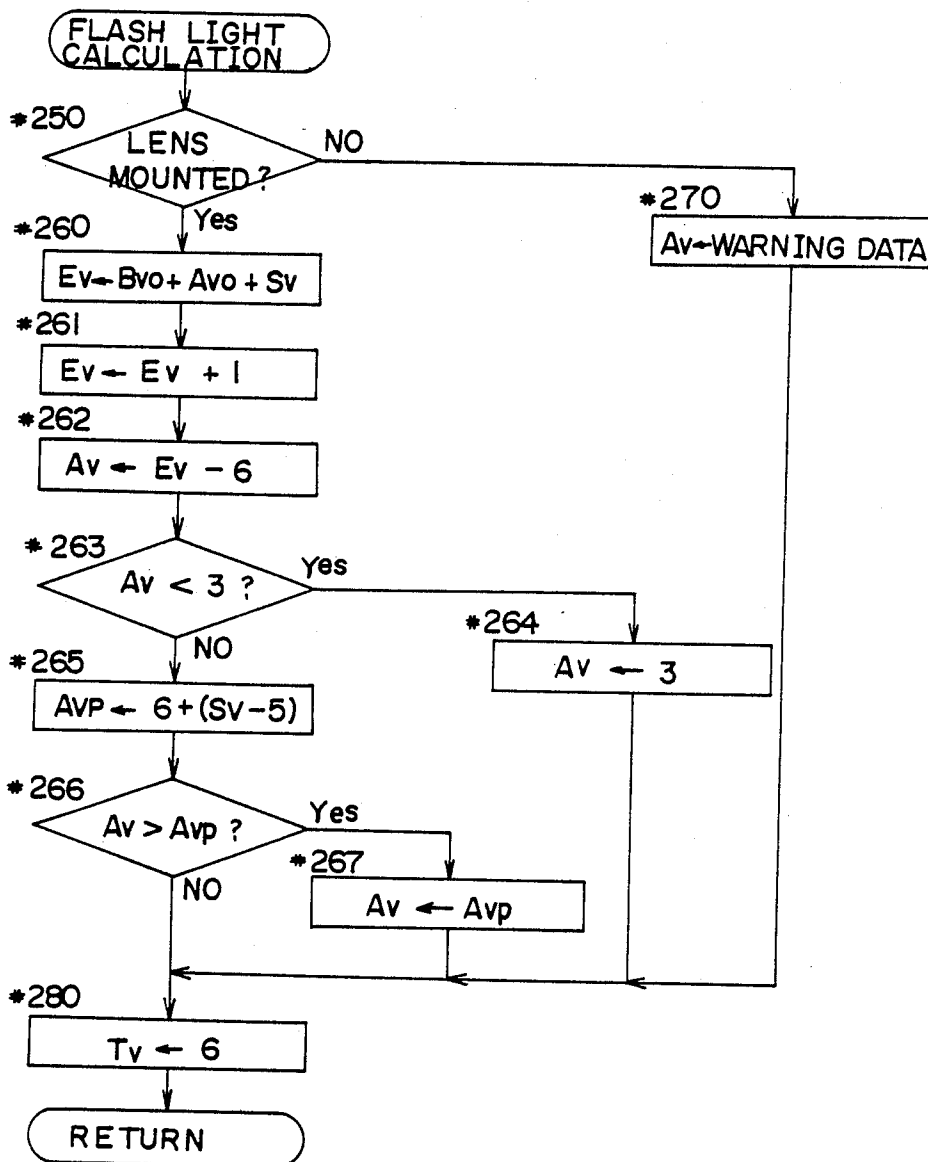 FLASH LIGHT
CALCULATION
*250
LENS
MOUNTED?
NO
Yes
*270
Av←WARNING DATA
*260
Ev←Bvo+Avo+Sv
*261
Ev ← Ev + 1
*262
Av ← Ev - 6
*263
Av < 3 ?
Yes
NO
*264
Av ← 3
*265
AVP ← 6+(Sv-5)
*266
Av > Avp ?
Yes
NO
*267
Av ← Avp
*280
Tv ← 6
RETURN